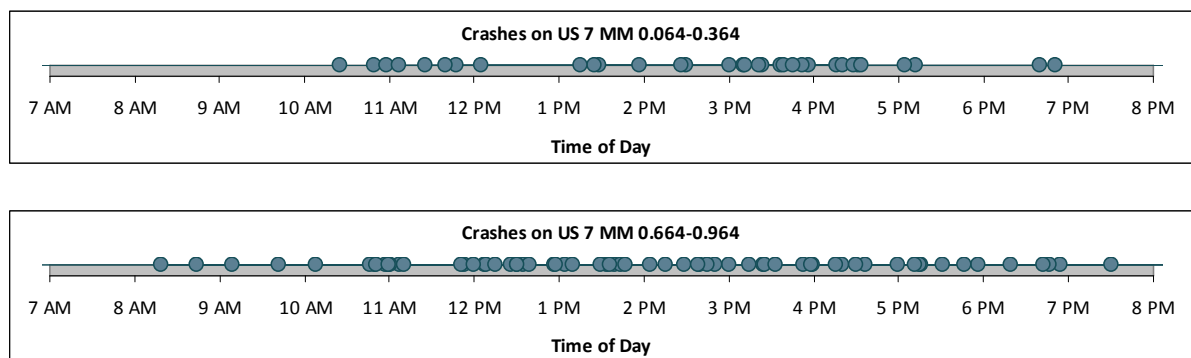 Crashes on US 7 MM 0.064-0.364
7 AM 8 AM 9 AM 10 AM 11 AM 12 PM 1 PM 2 PM 3 PM 4 PM 5 PM 6 PM 7 PM 8 PM
Time of Day
Crashes on US 7 MM 0.664-0.964
7 AM 8 AM 9 AM 10 AM 11 AM 12 PM 1 PM 2 PM 3 PM 4 PM 5 PM 6 PM 7 PM 8 PM
Time of Day